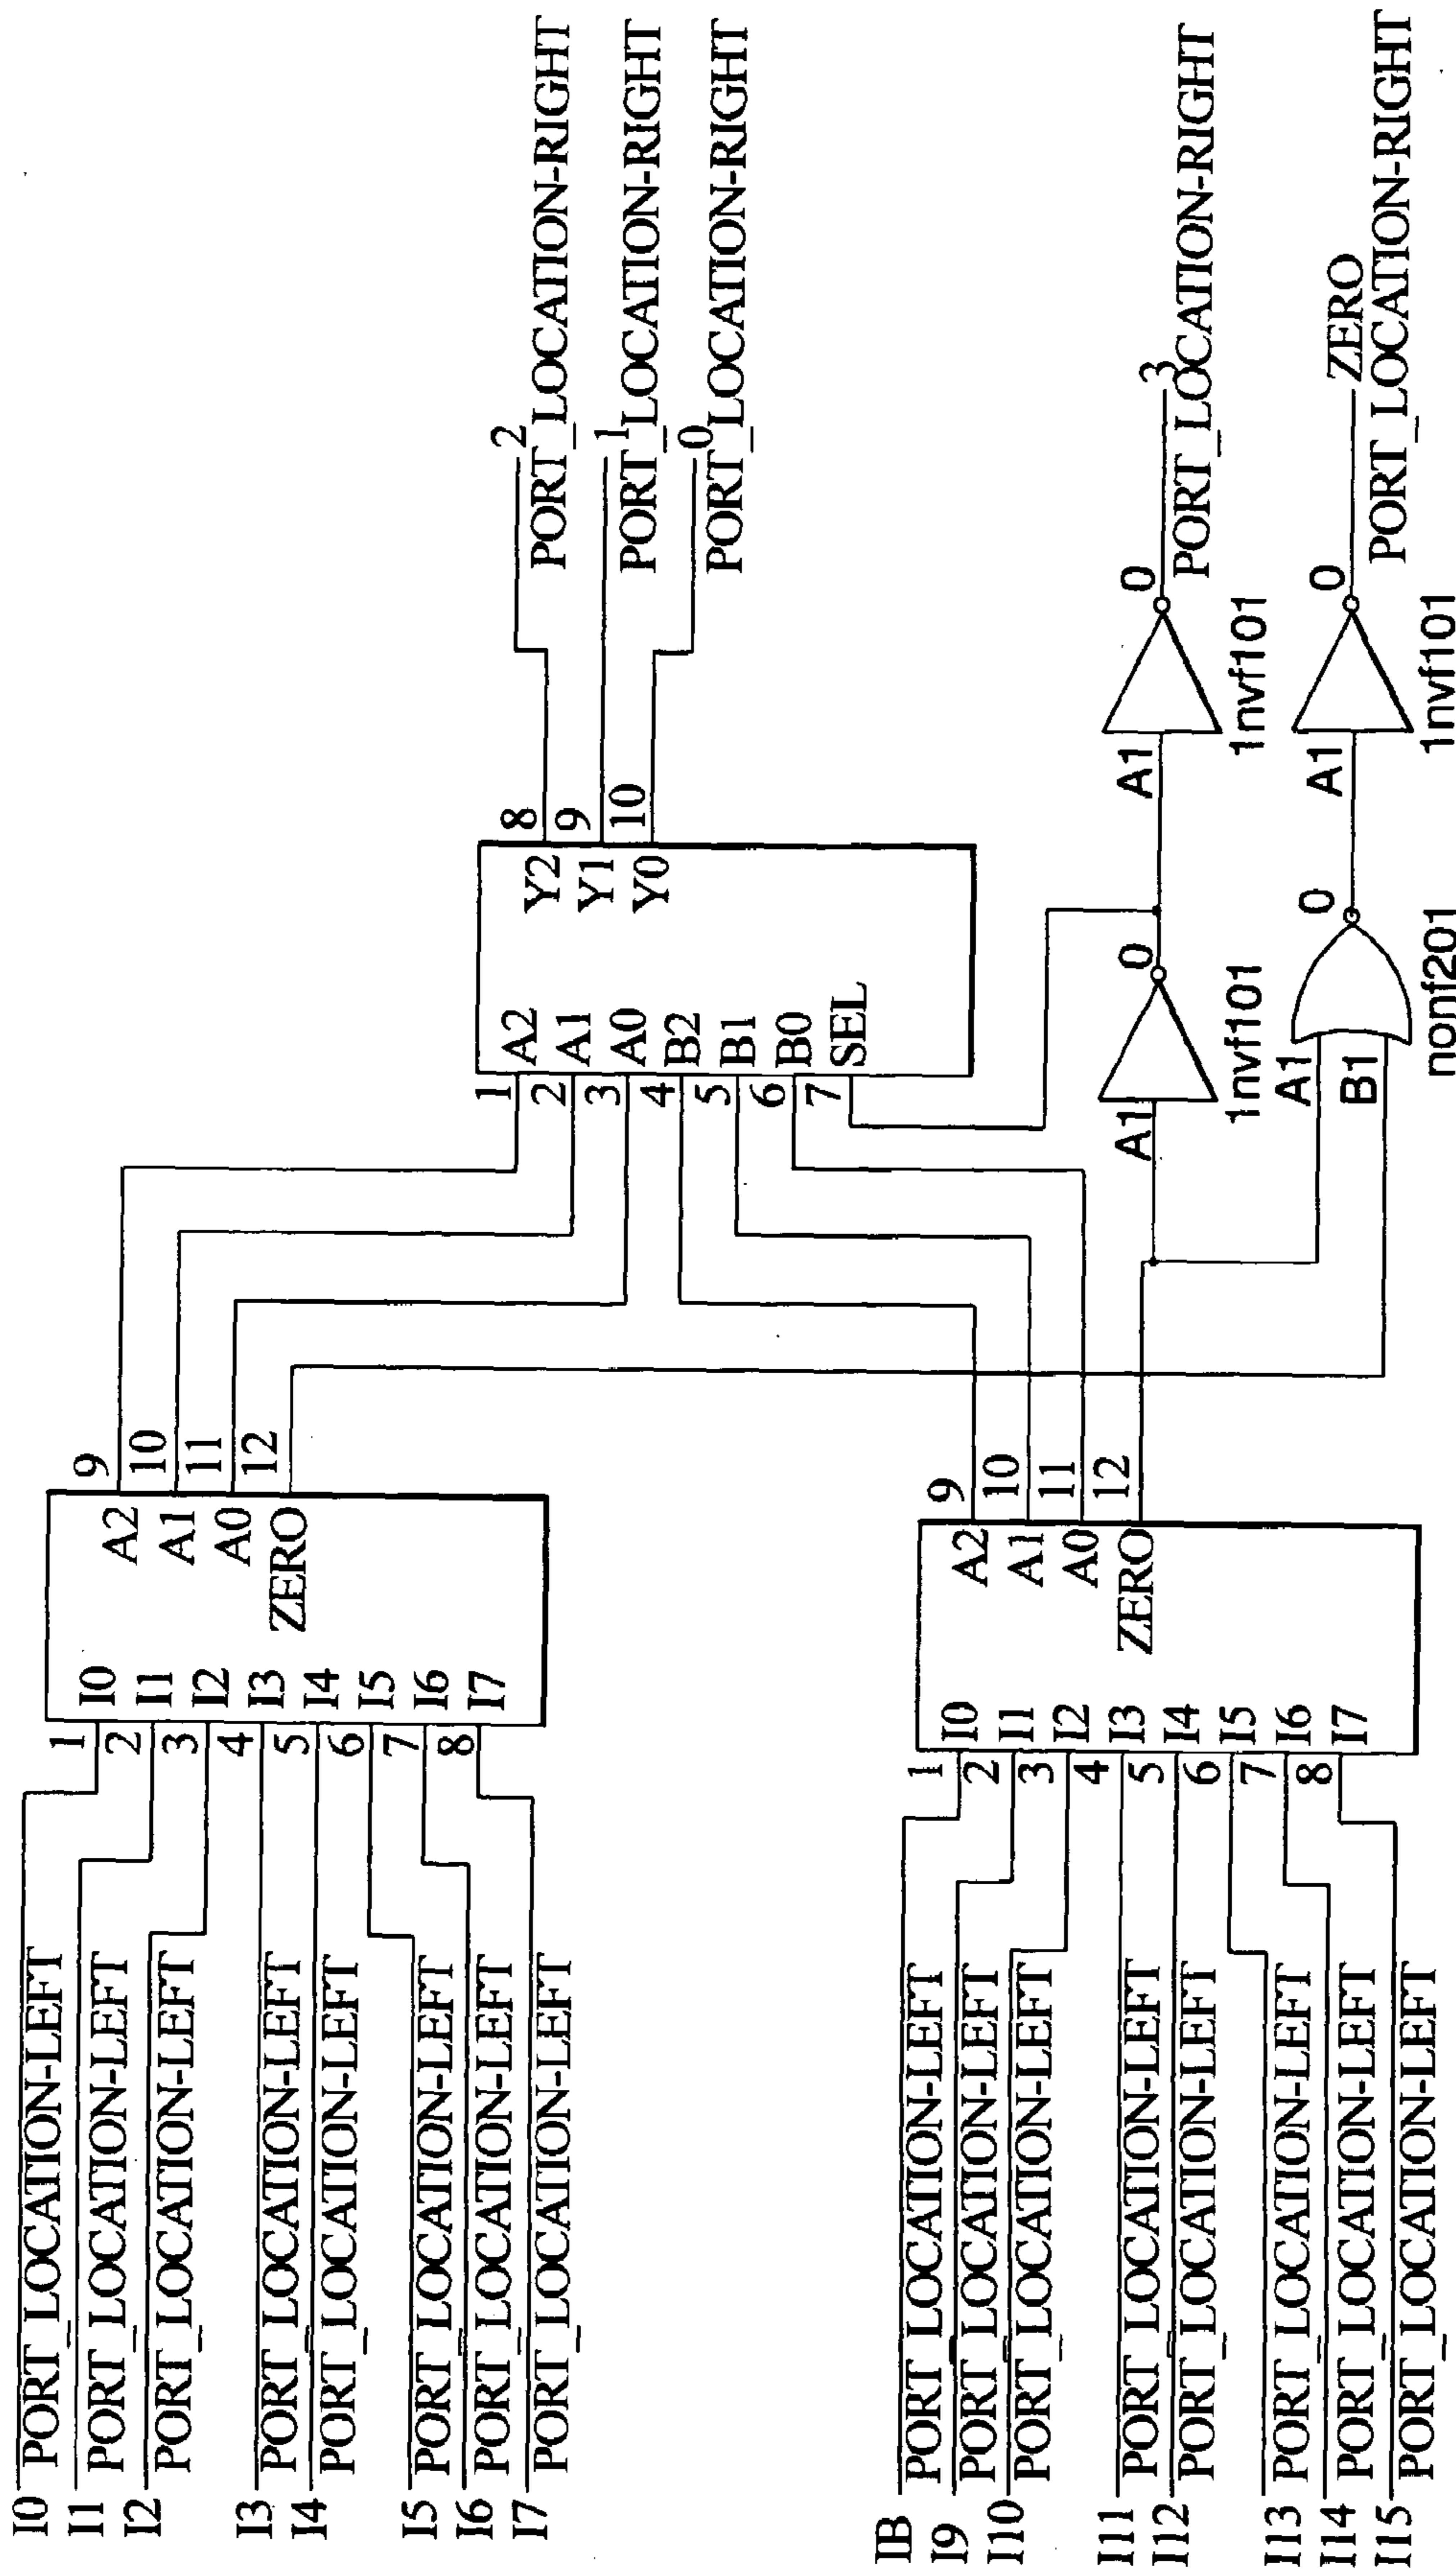 I0 PORT_LOCATION-LEFT
I1 PORT_LOCATION-LEFT
I2 PORT_LOCATION-LEFT
I3 PORT_LOCATION-LEFT
I4 PORT_LOCATION-LEFT
I5 PORT_LOCATION-LEFT
I6 PORT_LOCATION-LEFT
I7 PORT_LOCATION-LEFT
1 I0
2 I1
3 I2
4 I3
5 I4
6 I5
7 I6
8 I7
A2 9
A1 10
A0 11
ZERO 12
IB PORT_LOCATION-LEFT
I9 PORT_LOCATION-LEFT
I10 PORT_LOCATION-LEFT
I11 PORT_LOCATION-LEFT
I12 PORT_LOCATION-LEFT
I13 PORT_LOCATION-LEFT
I14 PORT_LOCATION-LEFT
I15 PORT_LOCATION-LEFT
1 I0
2 I1
3 I2
4 I3
5 I4
6 I5
7 I6
8 I7
A2 9
A1 10
A0 11
ZERO 12
1 A2
2 A1
3 A0
4 B2
5 B1
6 B0
7 SEL
Y2 8
Y1 9
Y0 10
2
PORT_LOCATION-RIGHT
1
PORT_LOCATION-RIGHT
0
PORT_LOCATION-RIGHT
A1 0
1nvf101
A1 0
1nvf101
3
PORT_LOCATION-RIGHT
A1 0
B1
nonf201
A1 0
1nvf101
ZERO
PORT_LOCATION-RIGHT